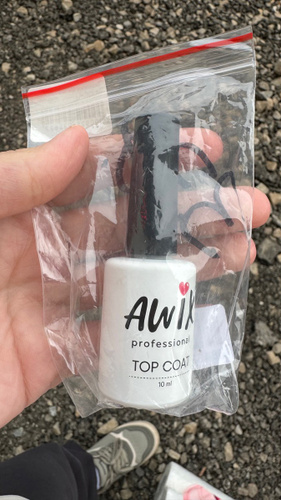 AWIX
professional
TOP COAT
10 ml